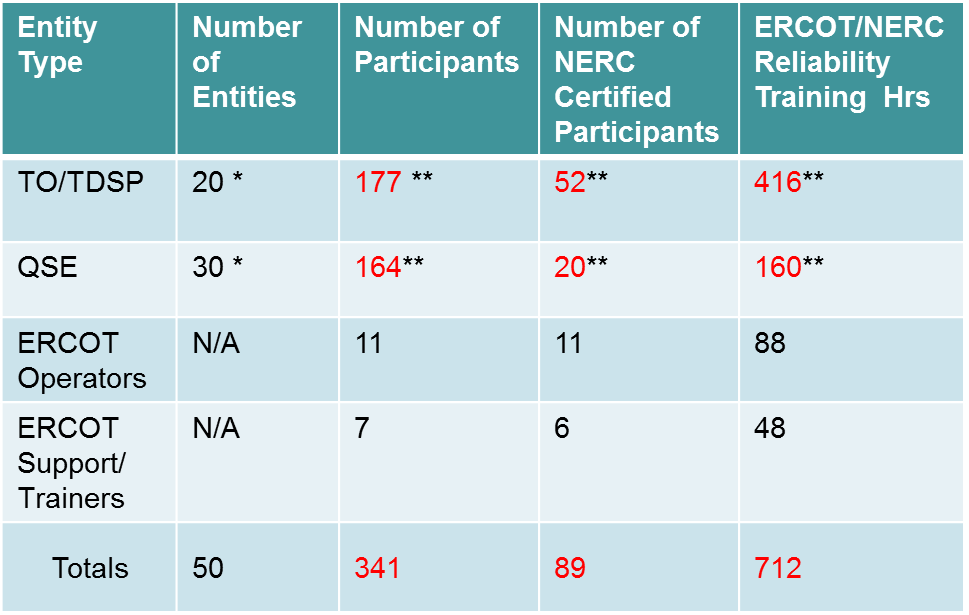 Entity Type
Number of Entities
Number of Participants
Number of NERC Certified Participants
ERCOT/NERC Reliability Training Hrs
TO/TDSP
20 *
177 **
52**
416**
QSE
30 *
164**
20**
160**
ERCOT Operators
N/A
11
11
88
ERCOT Support/ Trainers
N/A
7
6
48
Totals
50
341
89
712